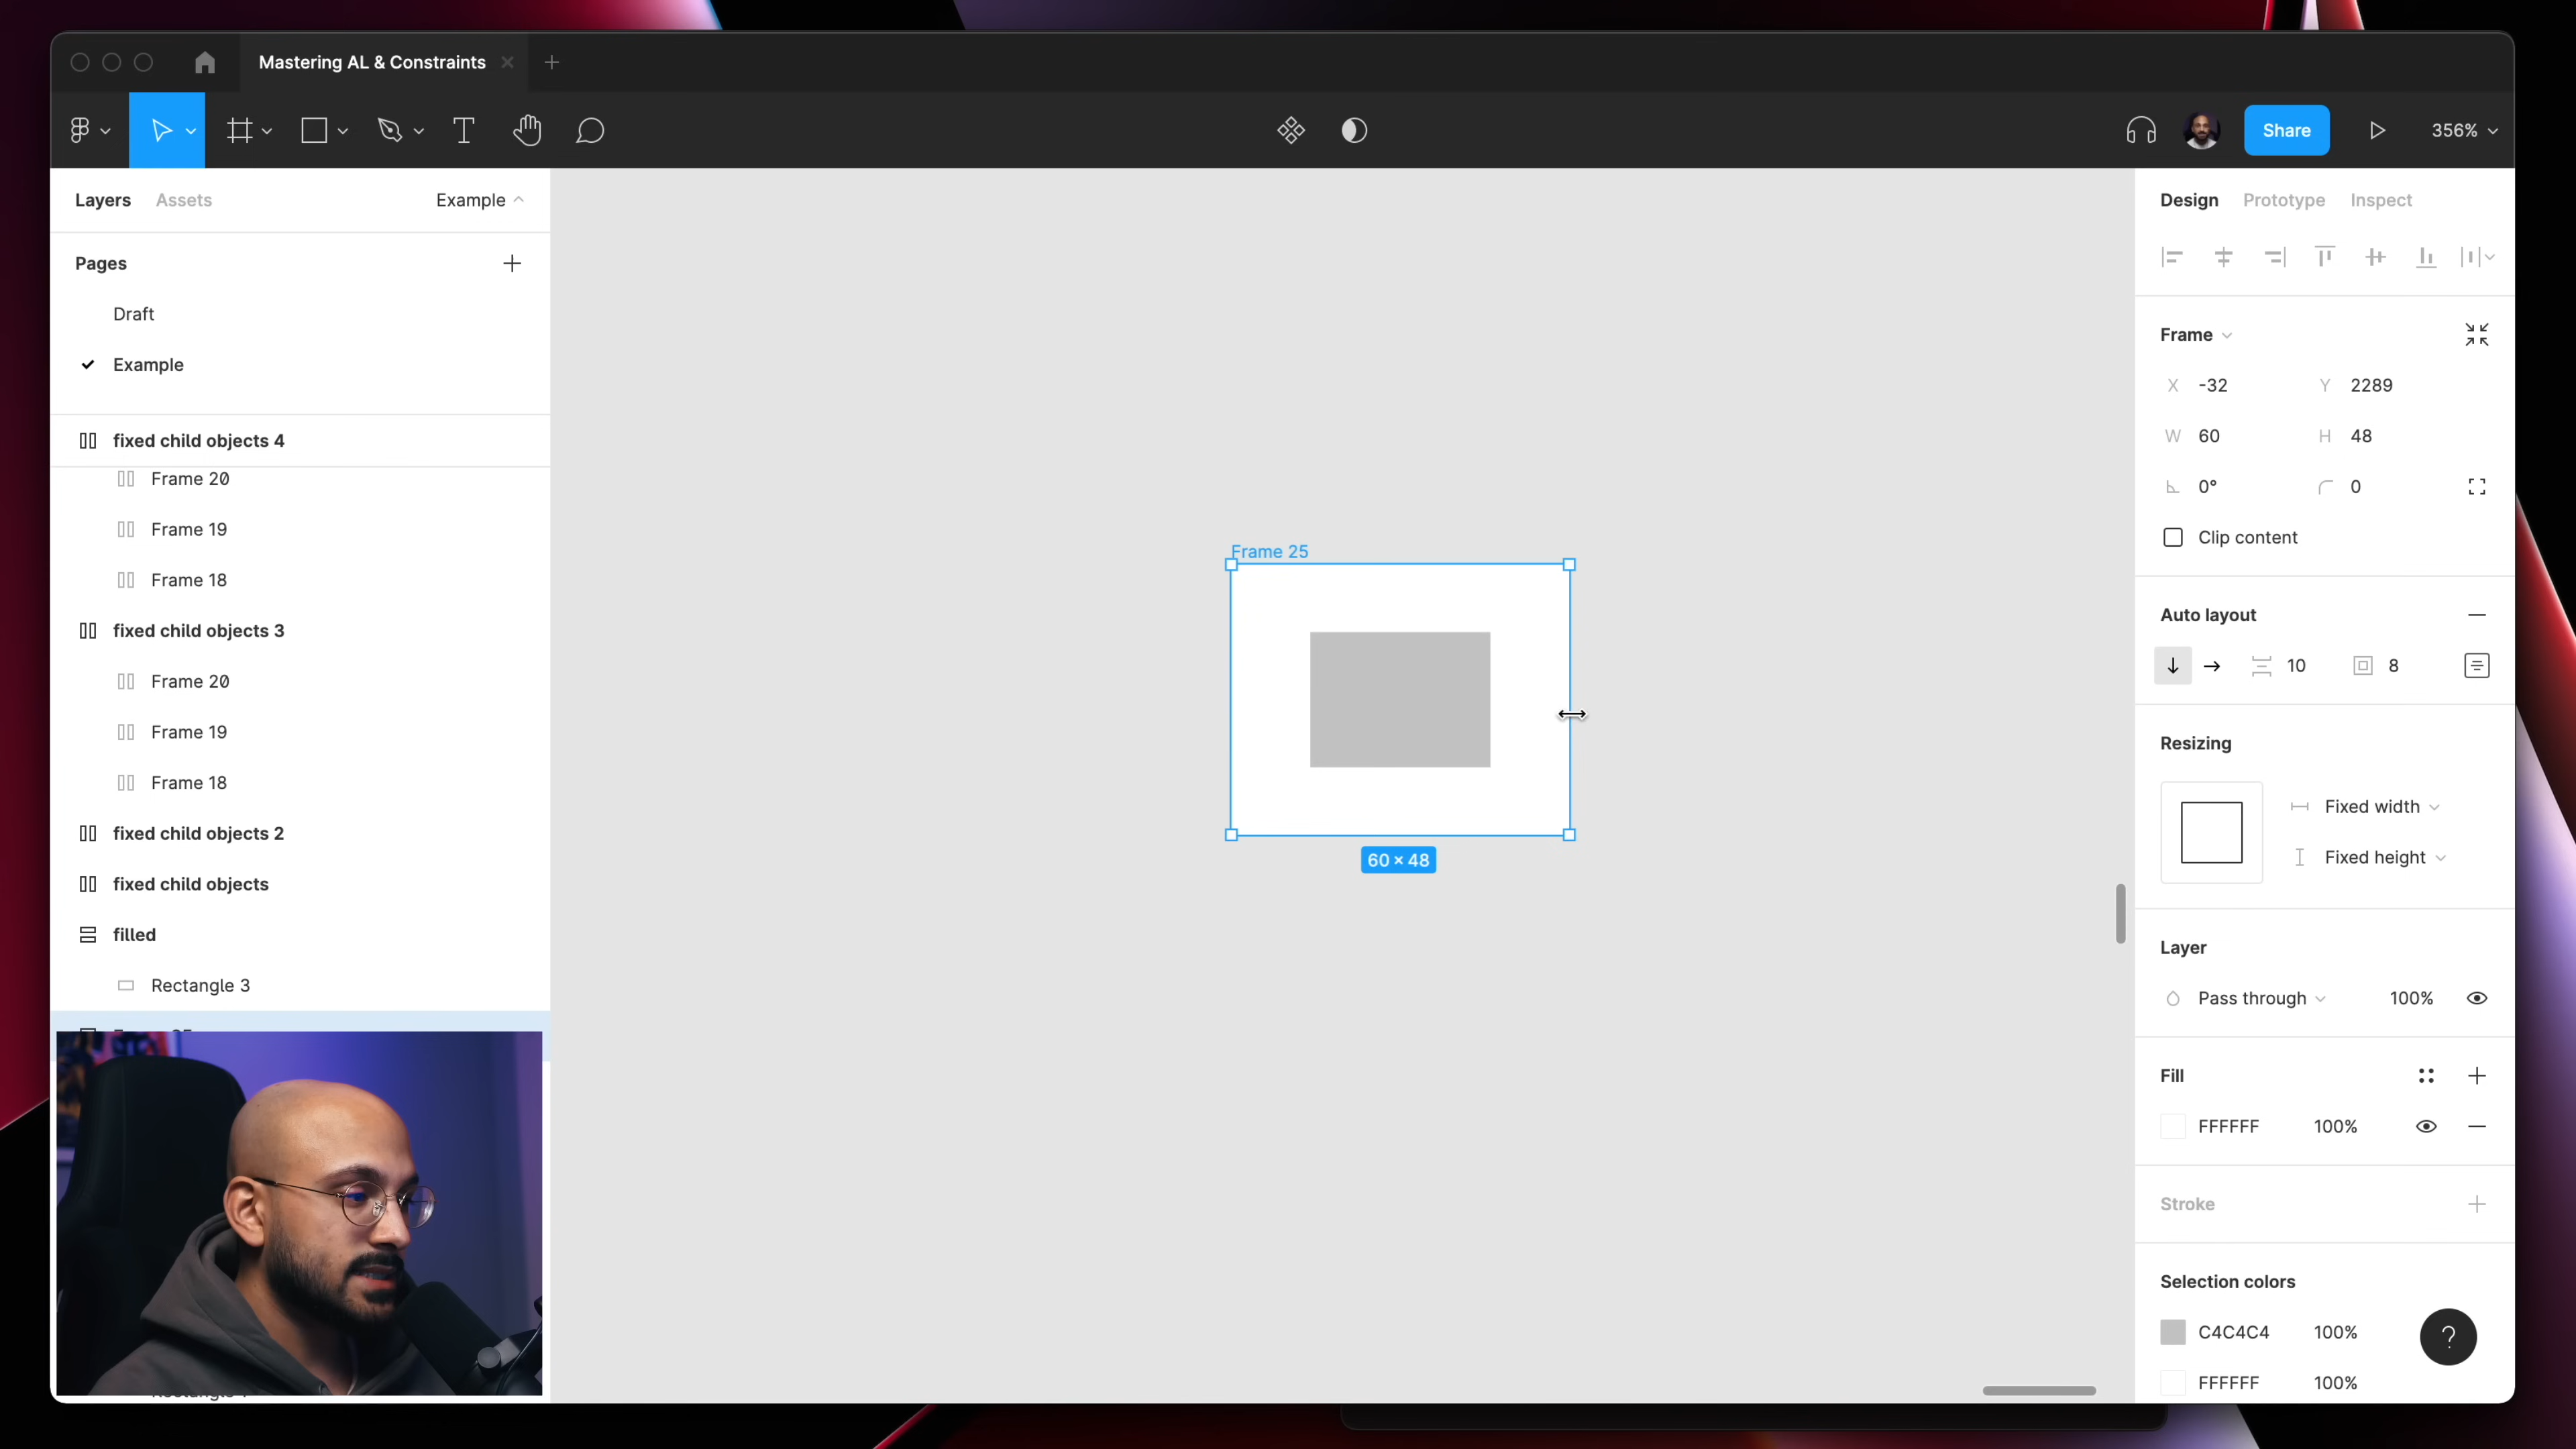 Mastering AL & Constraints
Share
356%
Layers
Assets
Example
Pages
Draft
Example
fixed child objects 4
Frame 20
Frame 19
Frame 18
fixed child objects 3
Frame 20
Frame 19
Frame 18
fixed child objects 2
fixed child objects
filled
Rectangle 3
Frame 25
60 × 48
Design
Prototype
Inspect
Frame
X -32
Y 2289
W 60
H 48
0°
0
Clip content
Auto layout
10
8
Resizing
Fixed width
Fixed height
Layer
Pass through
100%
Fill
FFFFFF
100%
Stroke
Selection colors
C4C4C4
100%
?
FFFFFF
100%